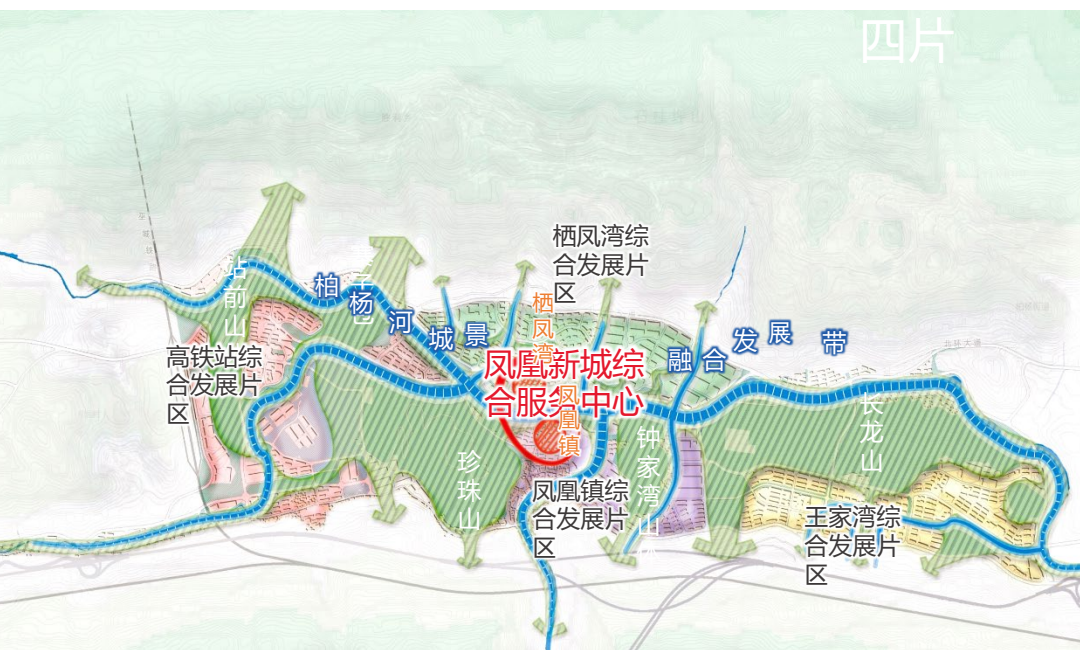 四片
栖凤湾综
合发展片
区
站前山
柏杨河城景融合发展带
栖凤湾
高铁站综
合发展片
区
凤凰新城综
合服务中心
凤凰镇
长龙山
珍珠山
钟家湾山
凤凰镇综
合发展片
区
王家湾综
合发展片
区
北环大道